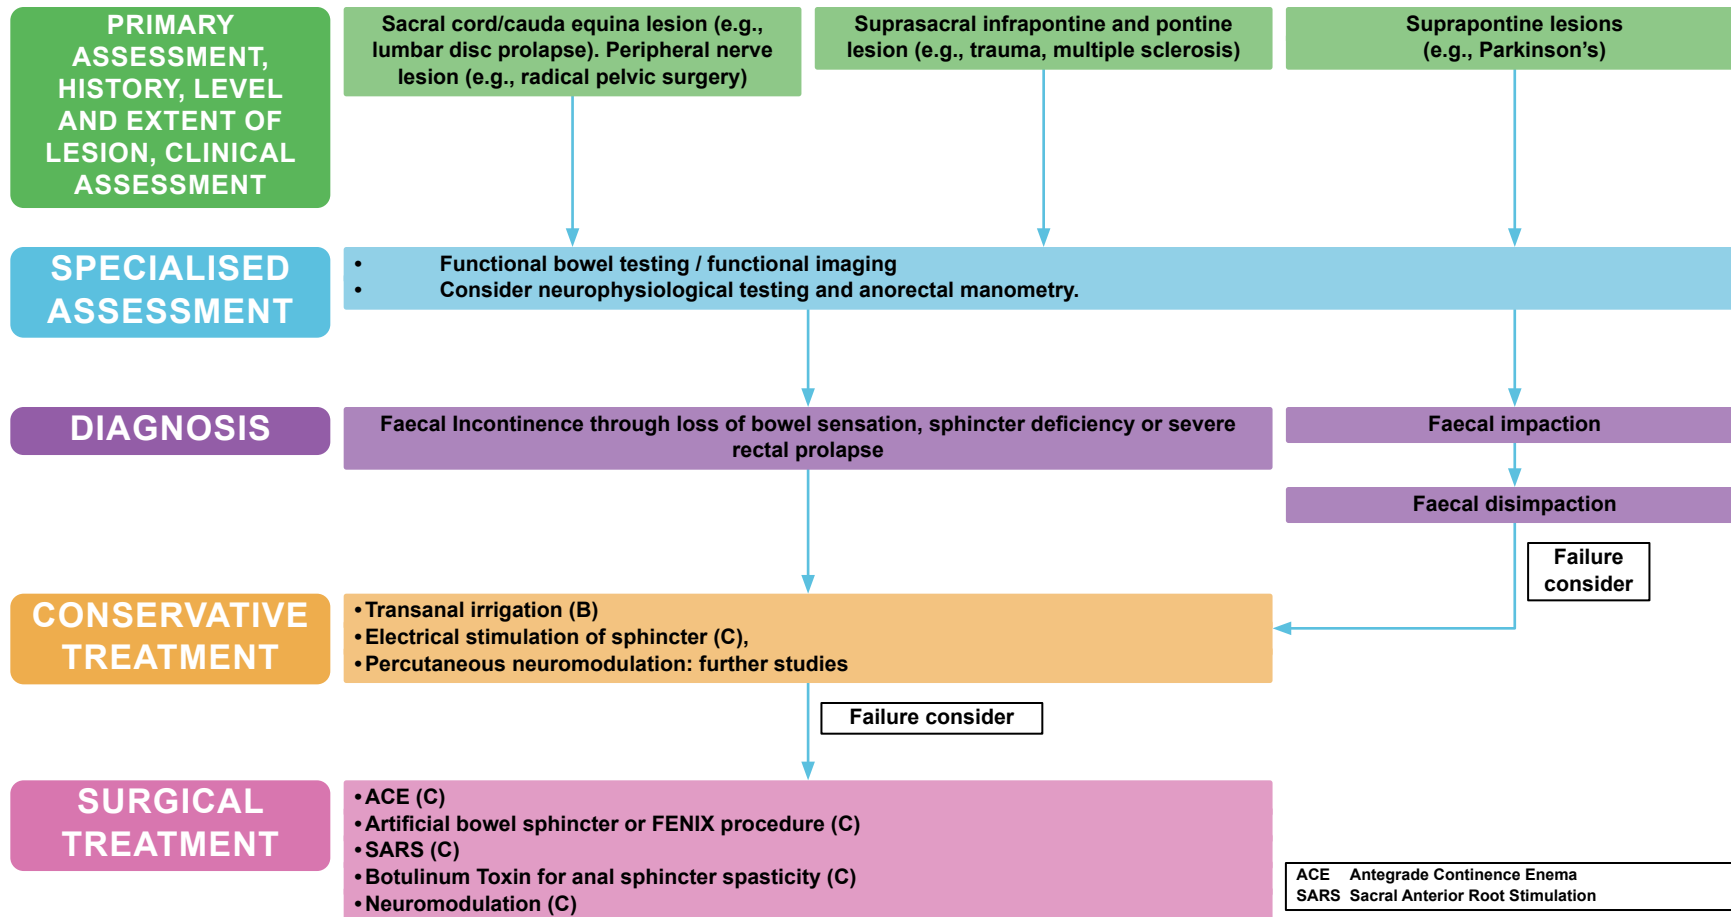 PRIMARY
ASSESSMENT,
HISTORY, LEVEL
AND EXTENT OF
LESION, CLINICAL
ASSESSMENT
Sacral cord/cauda equina lesion (e.g.,
lumbar disc prolapse). Peripheral nerve
lesion (e.g., radical pelvic surgery)
Suprasacral infrapontine and pontine
lesion (e.g., trauma, multiple sclerosis)
Suprapontine lesions
(e.g., Parkinson's)
SPECIALISED
ASSESSMENT
• Functional bowel testing / functional imaging
• Consider neurophysiological testing and anorectal manometry.
DIAGNOSIS
Faecal Incontinence through loss of bowel sensation, sphincter deficiency or severe
rectal prolapse
Faecal impaction
Faecal disimpaction
Failure
consider
CONSERVATIVE
TREATMENT
• Transanal irrigation (B)
• Electrical stimulation of sphincter (C),
• Percutaneous neuromodulation: further studies
Failure consider
SURGICAL
TREATMENT
• ACE (C)
• Artificial bowel sphincter or FENIX procedure (C)
• SARS (C)
• Botulinum Toxin for anal sphincter spasticity (C)
• Neuromodulation (C)
ACE Antegrade Continence Enema
SARS Sacral Anterior Root Stimulation